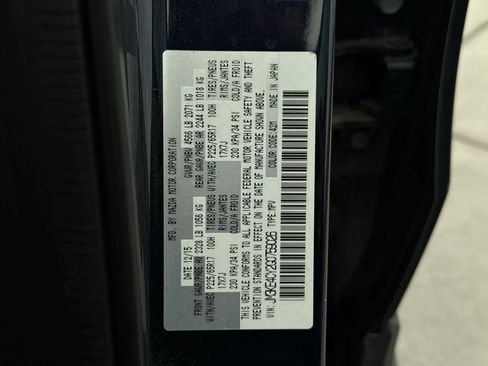 MFD. BY MAZDA MOTOR CORPORATION
DATE 12/15 GVWR/PNBV 4566 LB 2071 KG
FRONT GAWR/PNBE AV 2328 LB 1056 KG REAR GAWR/PNBE AR 2244 LB 1018 KG
WITH/AVEC TIRES/PNEUS WITH/AVEC TIRES/PNEUS
P225/65R17 100H RIMS/JANTES P225/65R17 100H RIMS/JANTES
17X7J COLD/A FROID 17X7J COLD/A FROID
230 KPA/34 PSI 230 KPA/34 PSI
THIS VEHICLE CONFORMS TO ALL APPLICABLE FEDERAL MOTOR VEHICLE SAFETY AND THEFT
PREVENTION STANDARDS IN EFFECT ON THE DATE OF MANUFACTURE SHOWN ABOVE.
VIN: TYPE:MPV COLOR CODE:42M MADE IN JAPAN